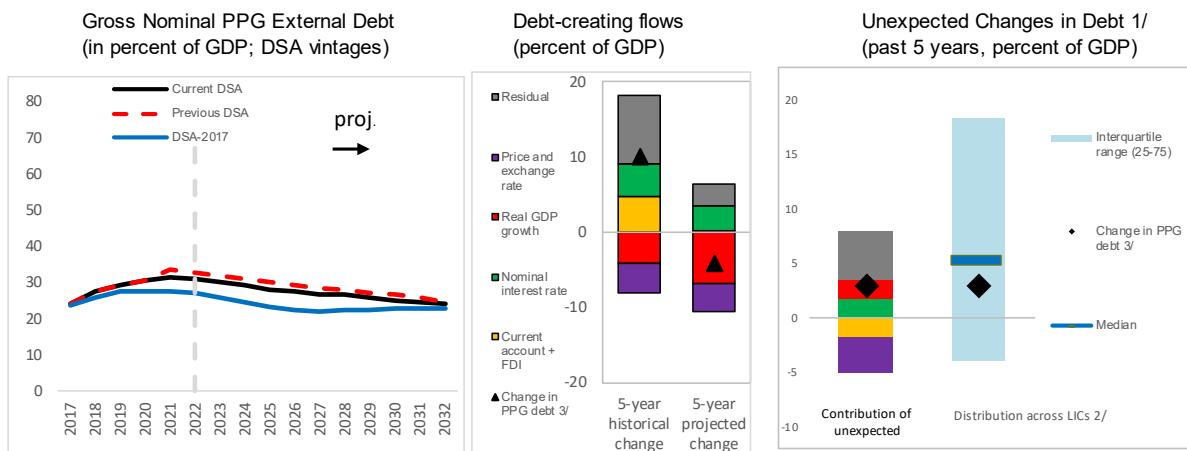 Gross Nominal PPG External Debt
(in percent of GDP; DSA vintages)
Current DSA
Previous DSA
DSA-2017
proj.
80
70
60
50
40
30
20
10
0
2017
2018
2019
2020
2021
2022
2023
2024
2025
2026
2027
2028
2029
2030
2031
2032
Debt-creating flows
(percent of GDP)
Residual
Price and
exchange
rate
Real GDP
growth
Nominal
interest rate
Current
account +
FDI
Change in
PPG debt 3/
20
10
0
-10
-20
5-year
historical
change
5-year
projected
change
Unexpected Changes in Debt 1/
(past 5 years, percent of GDP)
20
15
10
5
0
-5
-10
Interquartile
range (25-75)
Change in PPG
debt 3/
Median
Contribution of
unexpected
Distribution across LICs 2/